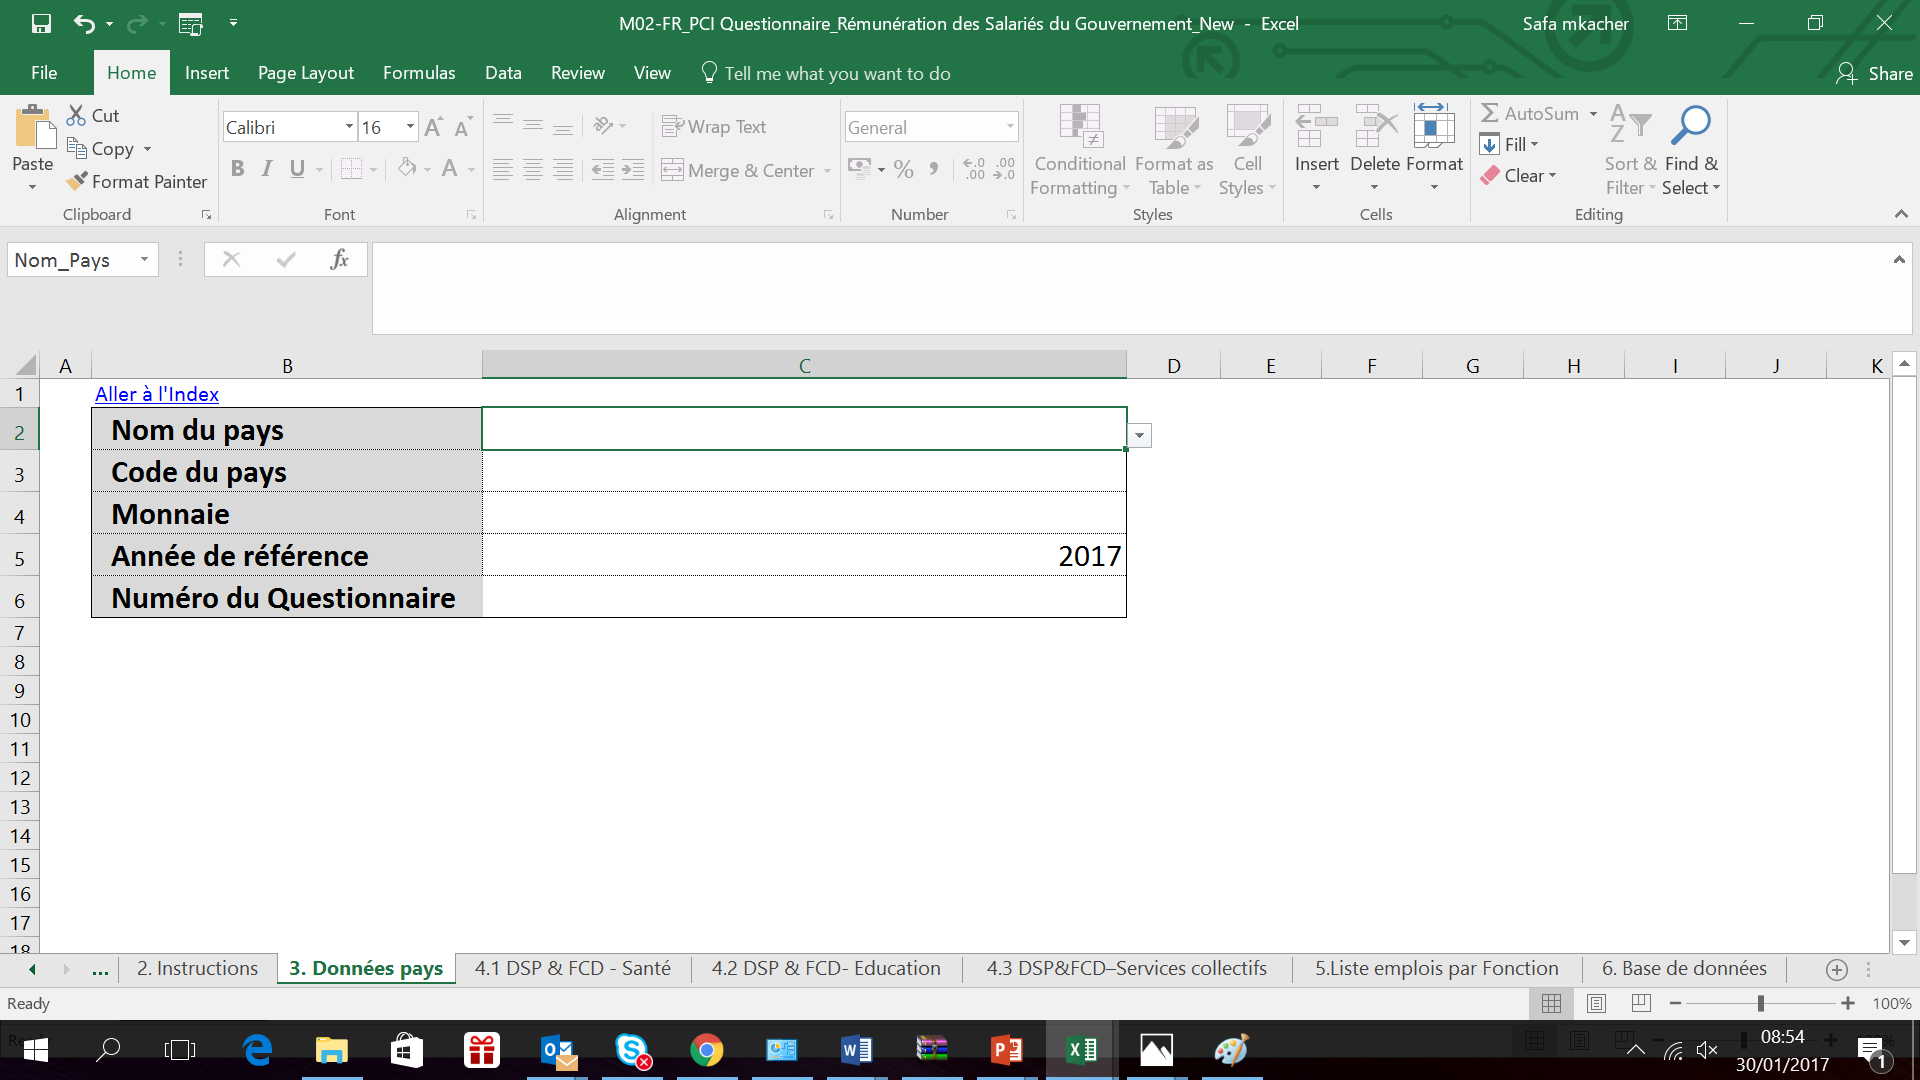 M02-FR_PCI Questionnaire_Rémunération des Salariés du Gouvernement_New - Excel
Safa mkacher
File Home Insert Page Layout Formulas Data Review View Tell me what you want to do Share
Paste
Cut
Copy
Format Painter
Clipboard
Calibri 16
B I U
Font
Wrap Text
Merge & Center
Alignment
General
%
Number
Conditional Formatting
Format as Table
Cell Styles
Styles
Insert Delete Format
Cells
AutoSum
Fill
Clear
Sort & Filter
Find & Select
Editing
Nom_Pays
fx
A B C D E F G H I J K
1 Aller à l'Index
2 Nom du pays
3 Code du pays
4 Monnaie
5 Année de référence 2017
6 Numéro du Questionnaire
7
8
9
10
11
12
13
14
15
16
17
18
... 2. Instructions 3. Données pays 4.1 DSP & FCD - Santé 4.2 DSP & FCD- Education 4.3 DSP&FCD–Services collectifs 5.Liste emplois par Fonction 6. Base de données
Ready
100%
08:54
30/01/2017
1